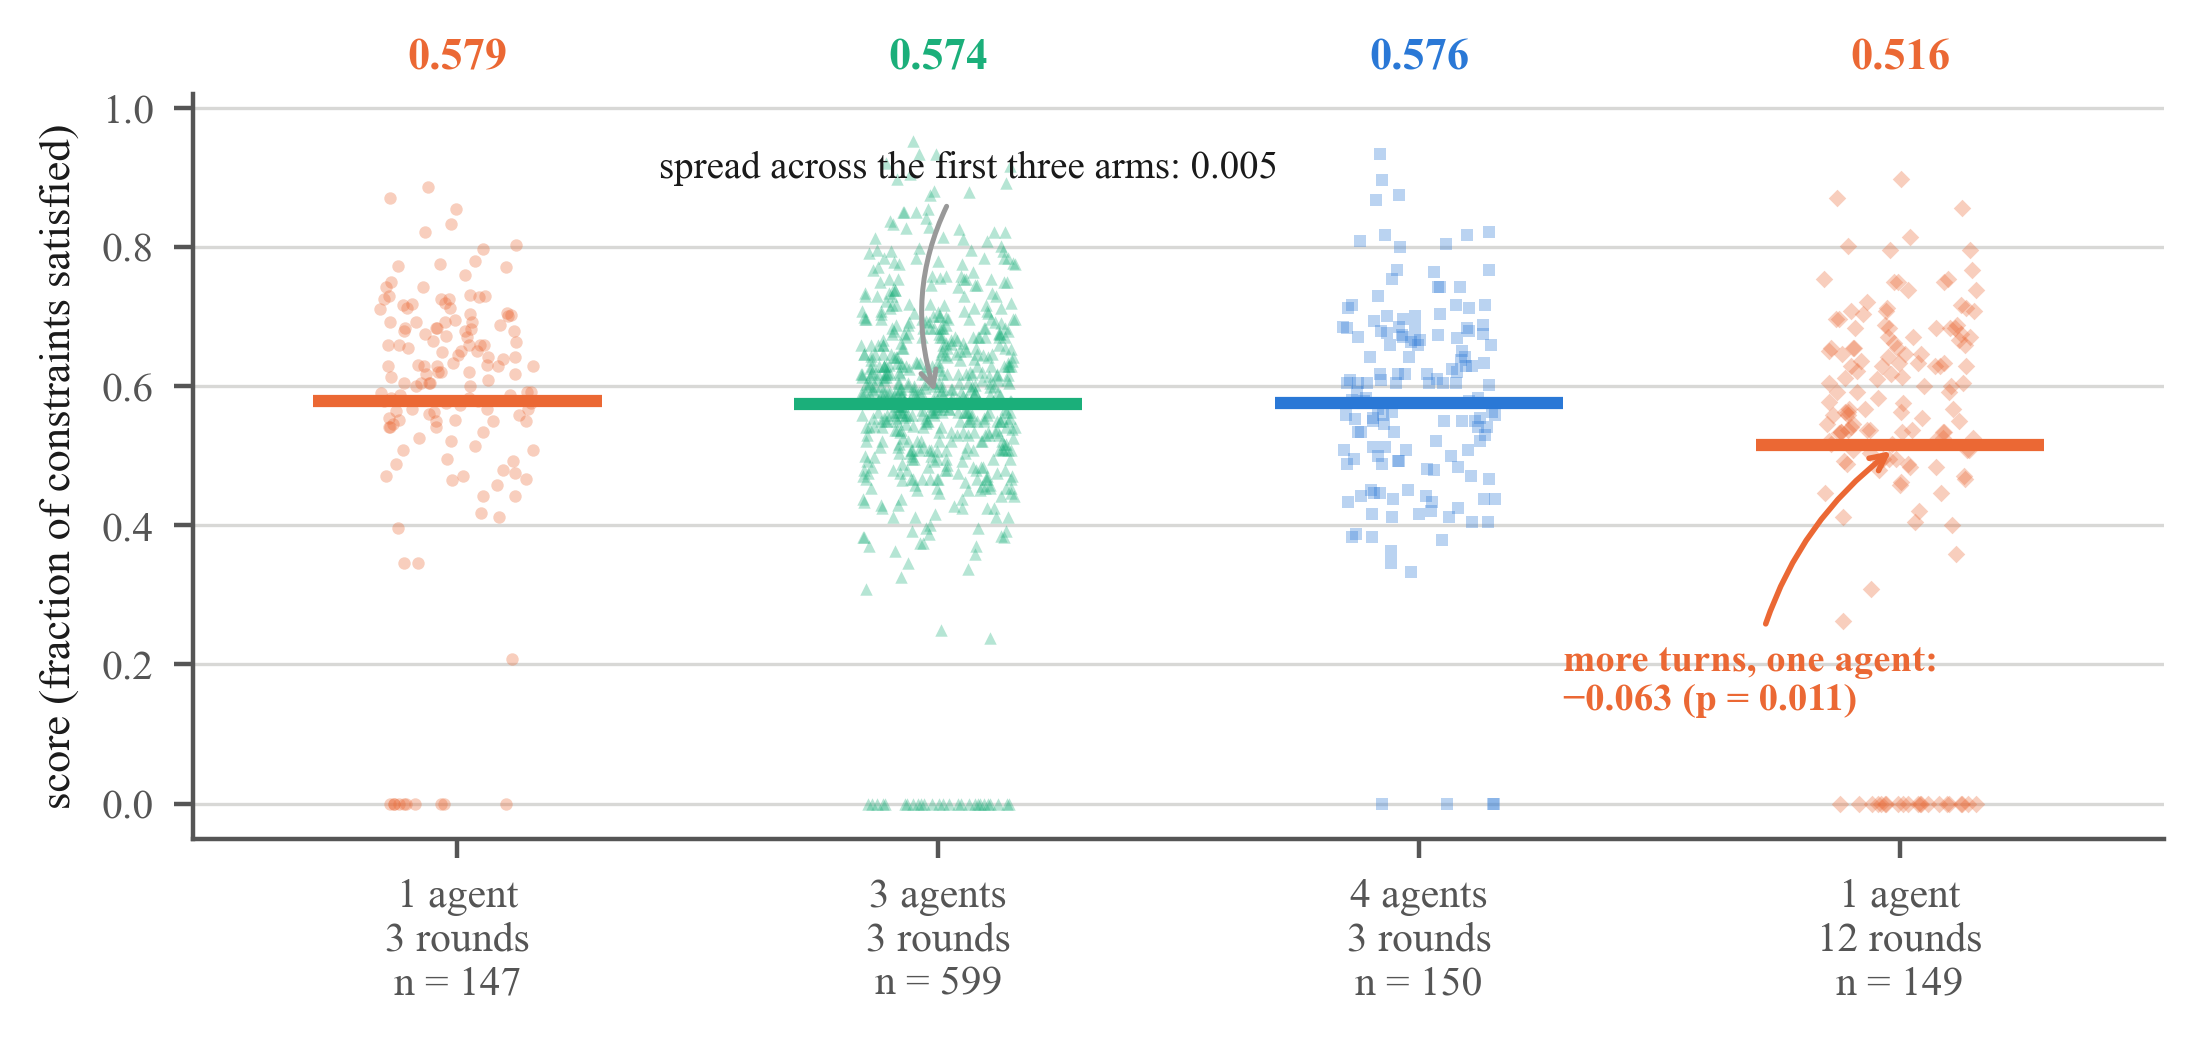 0.579
0.574
0.576
0.516
score (fraction of constraints satisfied)
1.0
0.8
0.6
0.4
0.2
0.0
spread across the first three arms: 0.005
more turns, one agent:
−0.063 (p = 0.011)
1 agent
3 rounds
n = 147
3 agents
3 rounds
n = 599
4 agents
3 rounds
n = 150
1 agent
12 rounds
n = 149